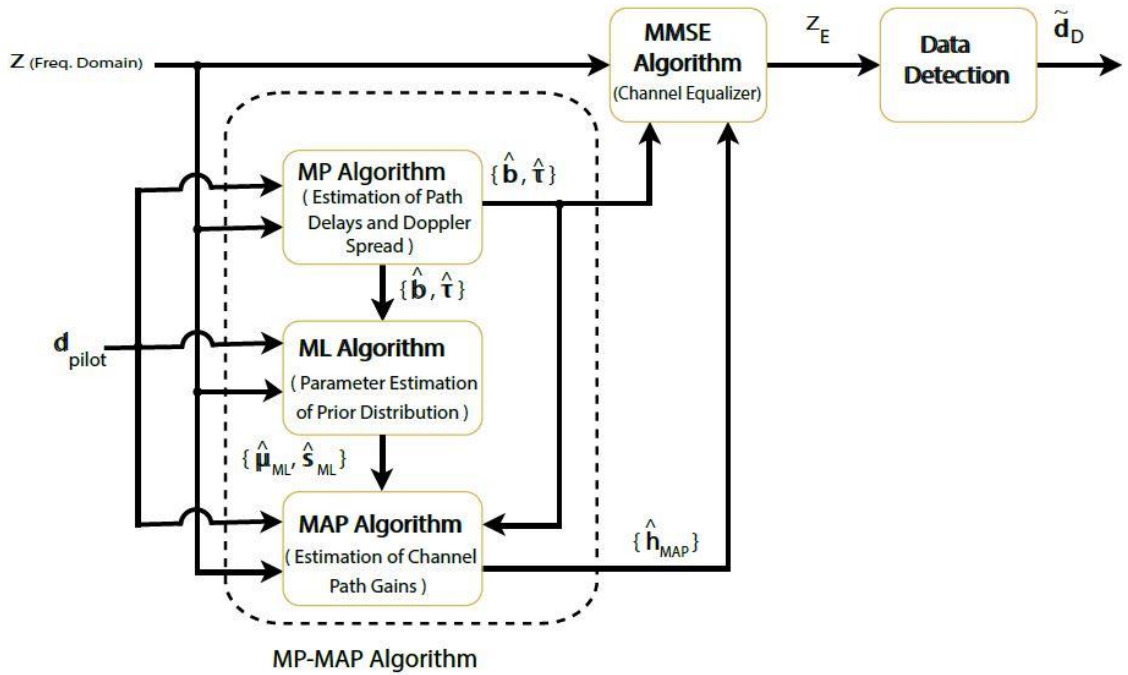 Z (Freq. Domain)
MMSE
Algorithm
(Channel Equalizer)
Z_E
Data
Detection
d̃_D
MP Algorithm
( Estimation of Path
Delays and Doppler
Spread )
{ b̂ , τ̂ }
{ b̂ , τ̂ }
d_pilot
ML Algorithm
( Parameter Estimation
of Prior Distribution )
{ μ̂_ML, ŝ_ML }
MAP Algorithm
( Estimation of Channel
Path Gains )
{ ĥ_MAP }
MP-MAP Algorithm